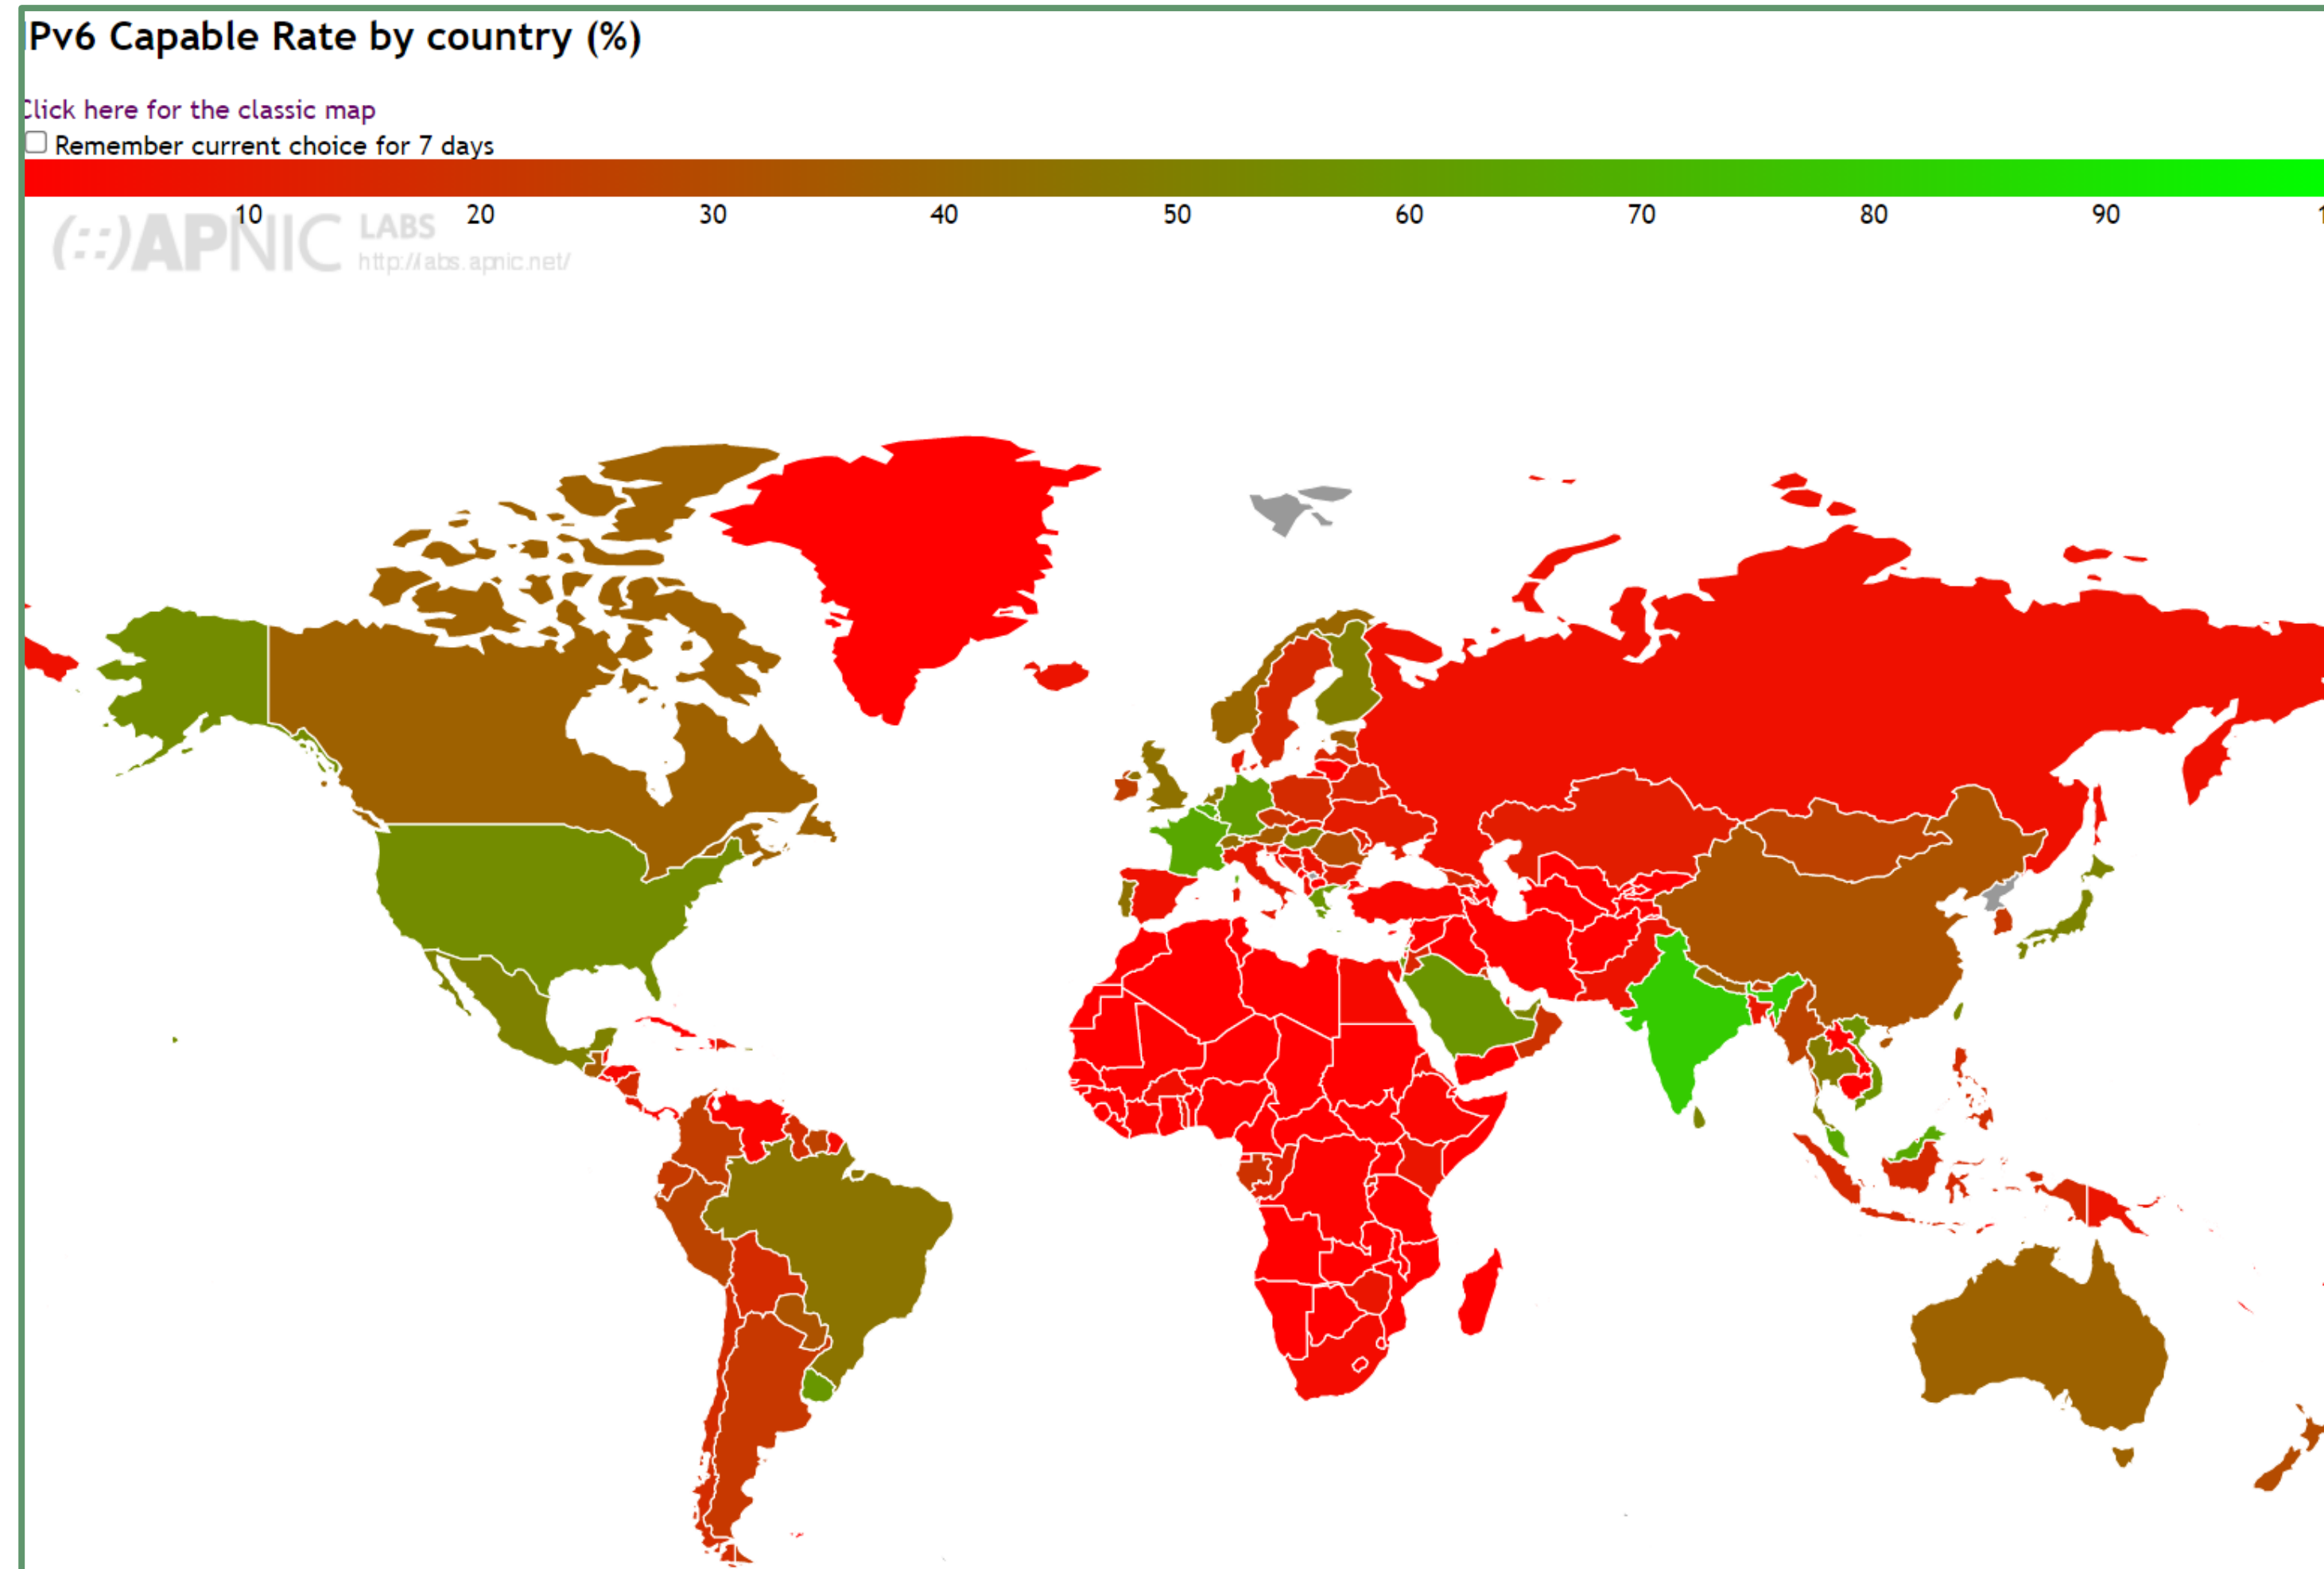 IPv6 Capable Rate by country (%)
Click here for the classic map
Remember current choice for 7 days
10 20 30 40 50 60 70 80 90
(::)APNIC LABS
http://labs.apnic.net/